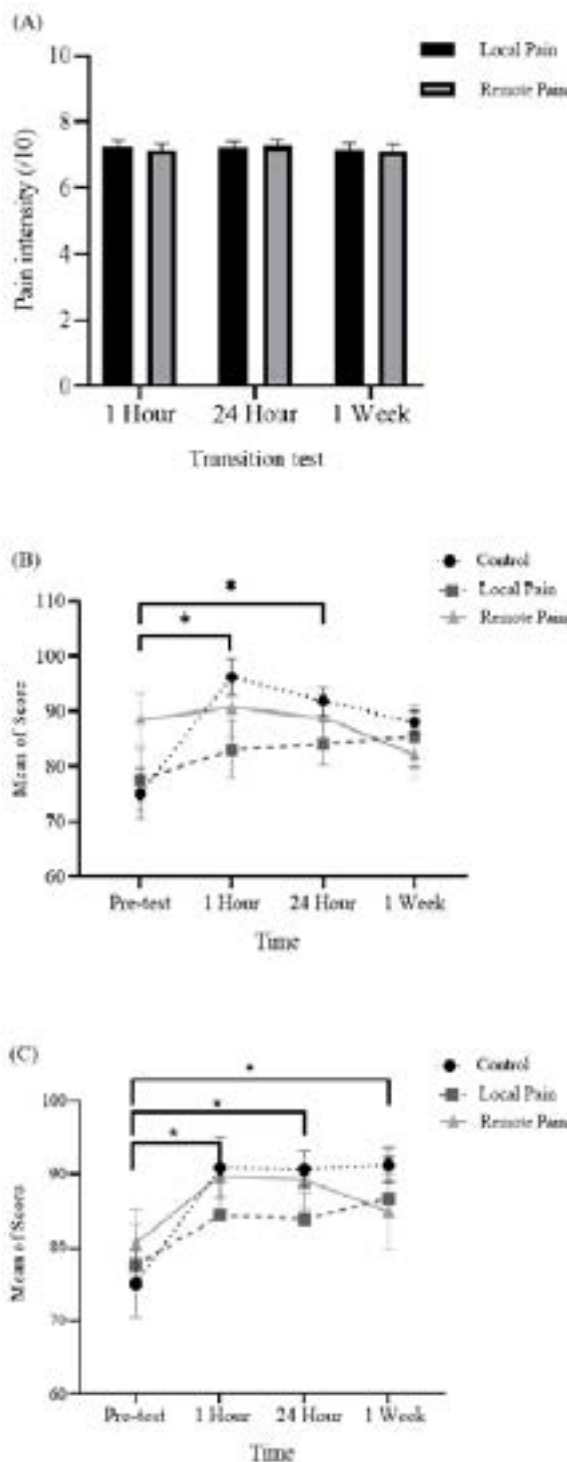 (A)
Local Pain
Remote Pain
Pain intensity (/10)
10
8
6
4
2
0
1 Hour
24 Hour
1 Week
Transition test
(B)
Control
Local Pain
Remote Pain
*
*
Mean of Score
110
100
90
80
70
60
Pre-test
1 Hour
24 Hour
1 Week
Time
(C)
Control
Local Pain
Remote Pain
*
*
*
Mean of Score
100
90
80
70
60
Pre-test
1 Hour
24 Hour
1 Week
Time